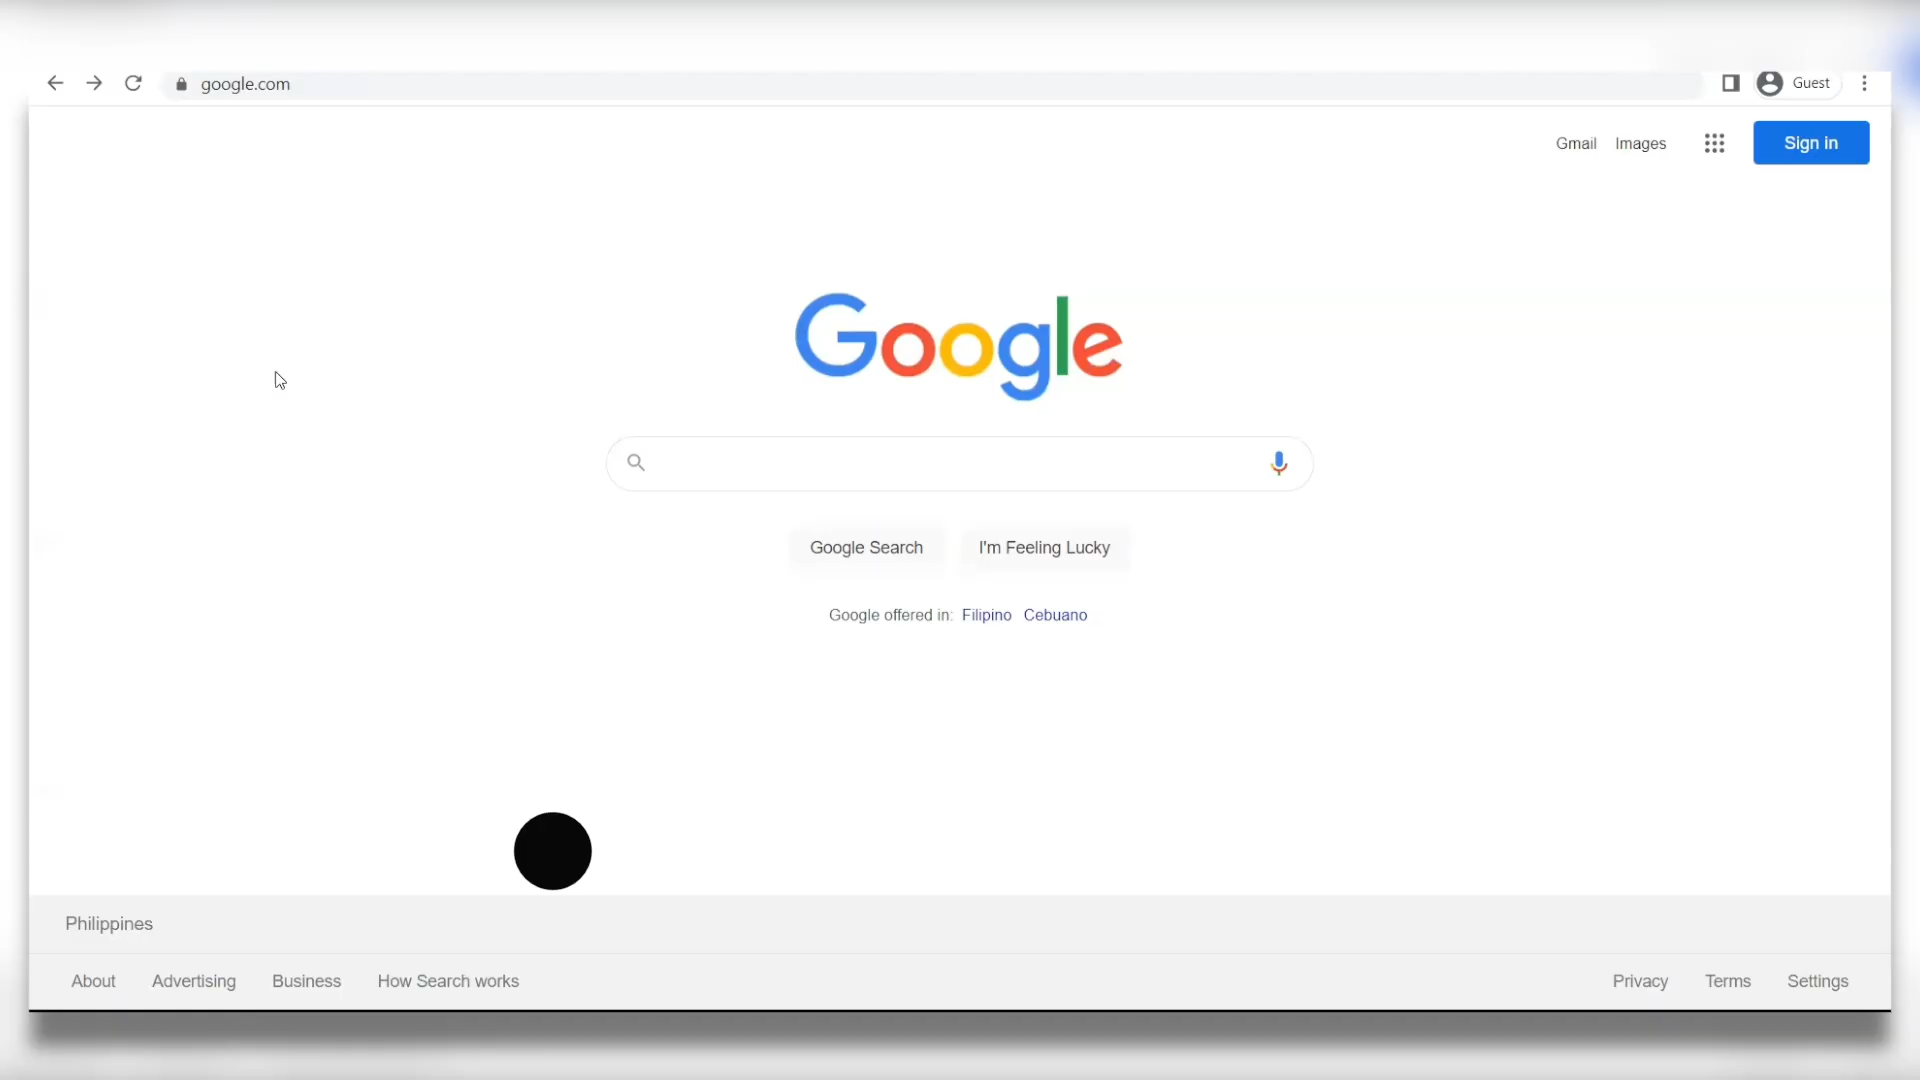 google.com
Guest
Gmail Images
Sign in
Google
Google Search I'm Feeling Lucky
Google offered in: Filipino Cebuano
Philippines
About Advertising Business How Search works Privacy Terms Settings